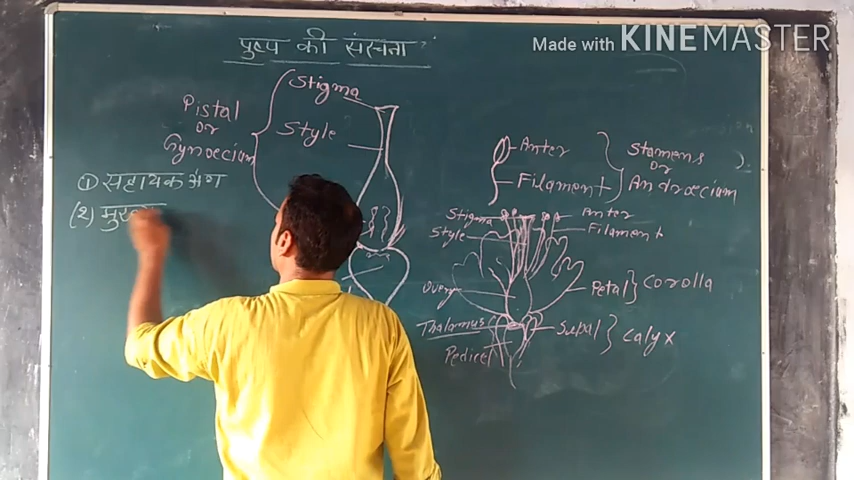 Made with KINEMASTER
पुष्प की संरचना
Stigma
Pistal
or
Gynoecium
Style
① सहायक अंग
(२) मुख्य
Anter
Filament
Stamens
or
Androecium
Stigma
Style
Anter
Filament
Overy
Petal } Corolla
Thalamus
Sepal } Calyx
Pedicel